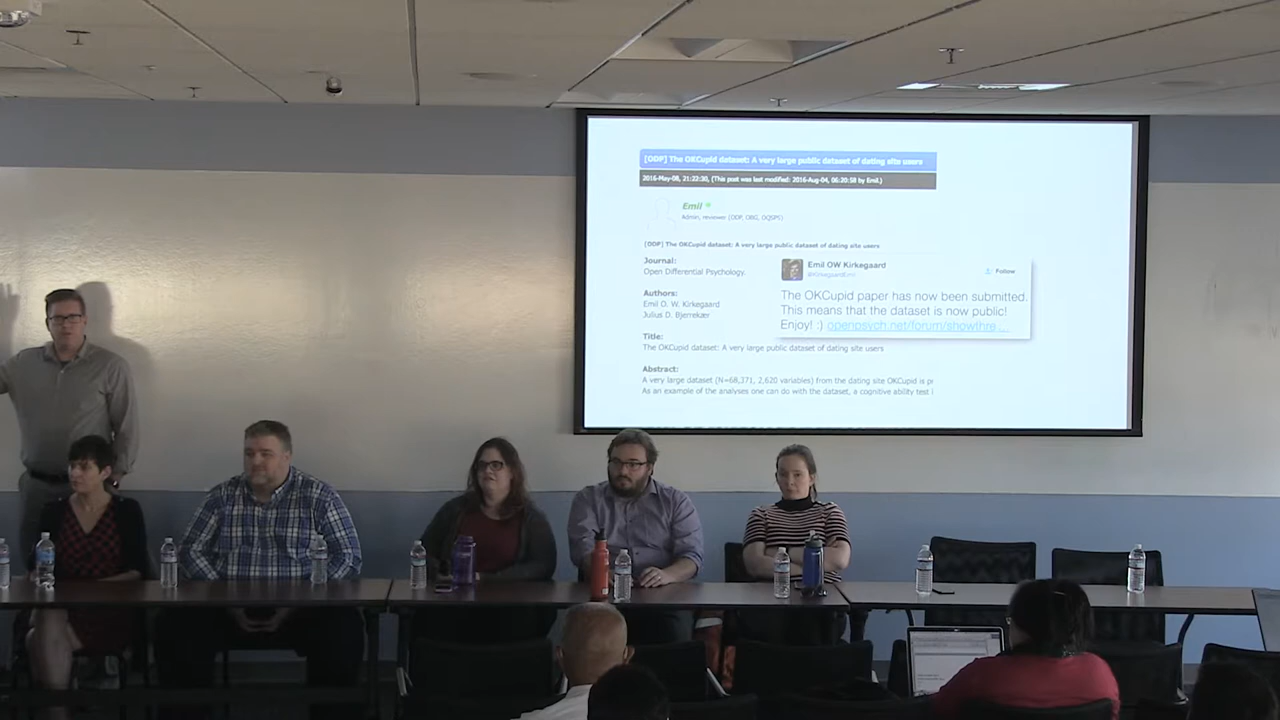 [ODP] The OKCupid dataset: A very large public dataset of dating site users
2016-May-08, 21:22:30, (This post was last modified: 2016-Aug-04, 06:20:58 by Emil.)
Emil
Admin, reviewer (ODP, OBG, OQSPS)
[ODP] The OKCupid dataset: A very large public dataset of dating site users
Journal:
Open Differential Psychology.
Authors:
Emil O. W. Kirkegaard
Julius D. Bjerrekær
Title:
The OKCupid dataset: A very large public dataset of dating site users
Abstract:
A very large dataset (N=68,371, 2,620 variables) from the dating site OKCupid is pr
As an example of the analyses one can do with the dataset, a cognitive ability test i
Emil OW Kirkegaard
@KirkegaardEmil
Follow
The OKCupid paper has now been submitted.
This means that the dataset is now public!
Enjoy! :) openpsych.net/forum/showthre...